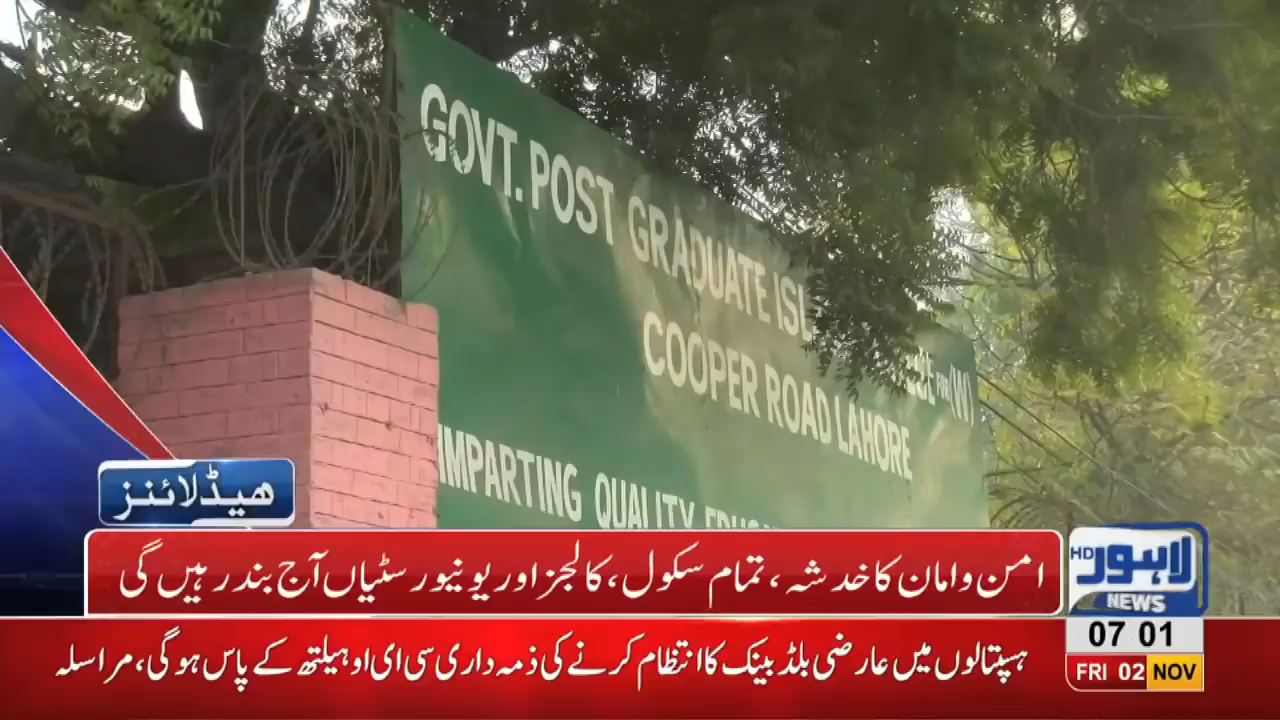 GOVT. POST GRADUATE
COOPER ROAD LAHORE
FOR (W)
IMPARTING QUALITY
ھیڈلائنز
امن وامان کا خدشہ، تمام سکول، کالجز اور یونیورسٹیاں آج بند رہیں گی
ہسپتالوں میں عارضی بلڈ بینک کا انتظام کرنے کی ذمہ داری سی ای او ہیلتھ کے پاس ہوگی، مراسلہ
HD لاہور
NEWS
07 01
FRI 02 NOV